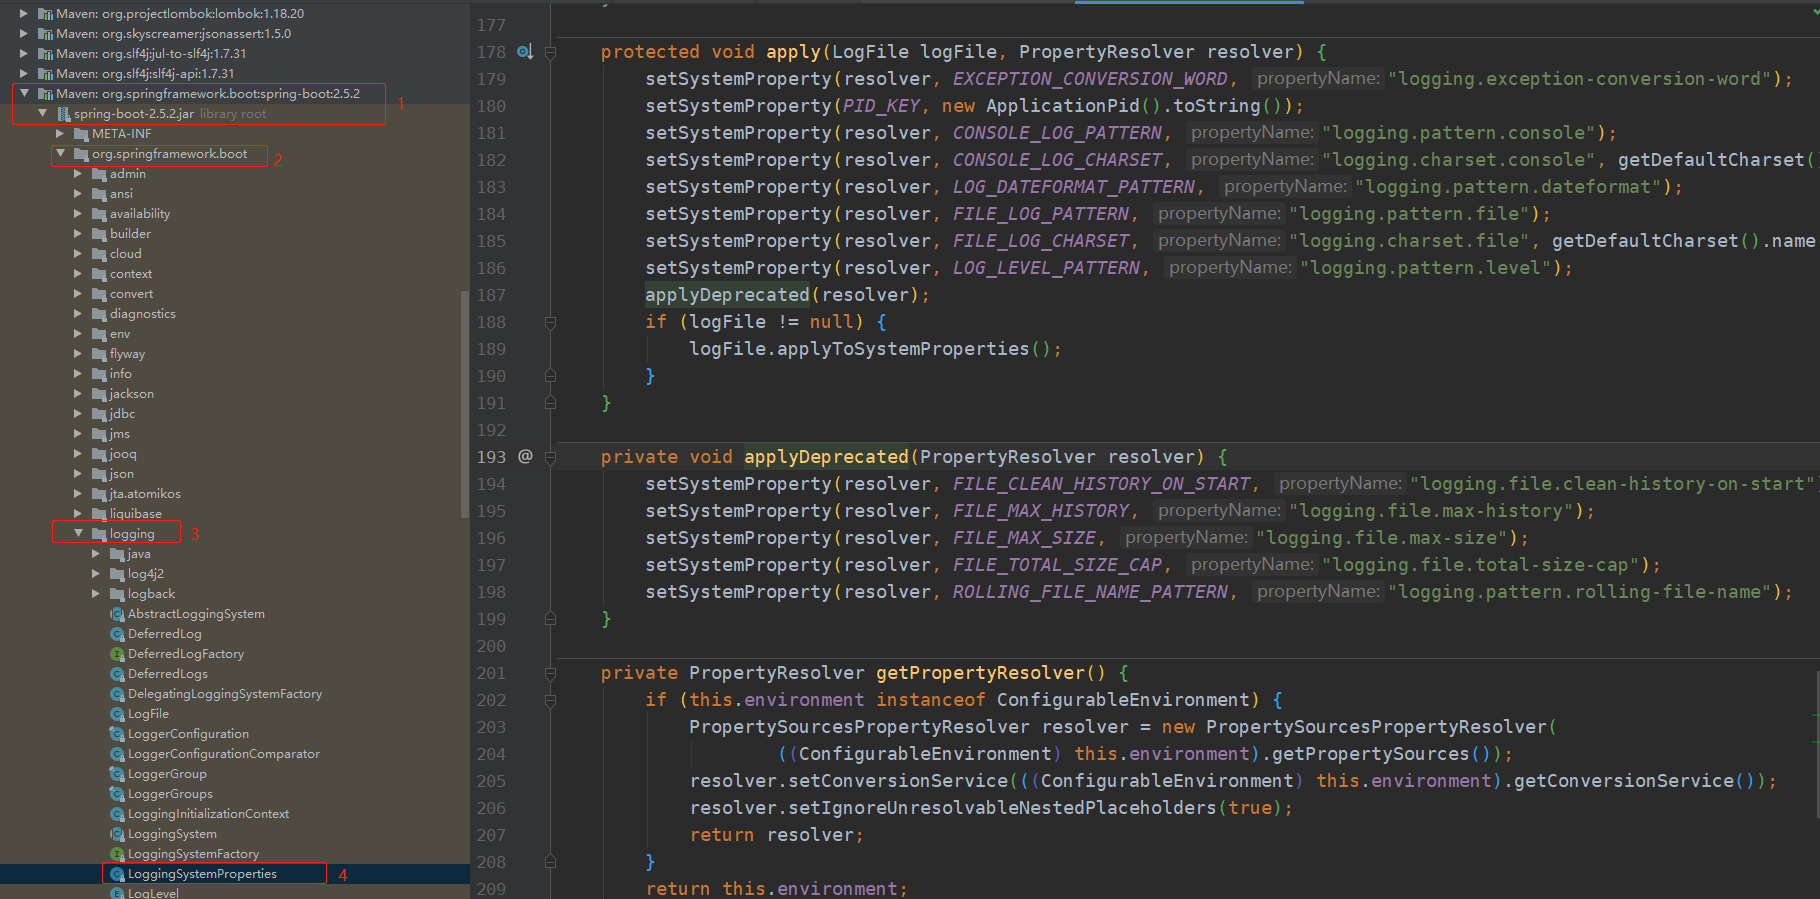 Maven: org.projectlombok:lombok:1.18.20
Maven: org.skyscreamer:jsonassert:1.5.0
Maven: org.slf4j:jul-to-slf4j:1.7.31
Maven: org.slf4j:slf4j-api:1.7.31
Maven: org.springframework.boot:spring-boot:2.5.2 1
spring-boot-2.5.2.jar library root
META-INF
org.springframework.boot 2
admin
ansi
availability
builder
cloud
context
convert
diagnostics
env
flyway
info
jackson
jdbc
jms
jooq
json
jta.atomikos
liquibase
logging 3
java
log4j2
logback
AbstractLoggingSystem
DeferredLog
DeferredLogFactory
DeferredLogs
DelegatingLoggingSystemFactory
LogFile
LoggerConfiguration
LoggerConfigurationComparator
LoggerGroup
LoggerGroups
LoggingInitializationContext
LoggingSystem
LoggingSystemFactory
LoggingSystemProperties 4
LogLevel
177
178 protected void apply(LogFile logFile, PropertyResolver resolver) {
179 setSystemProperty(resolver, EXCEPTION_CONVERSION_WORD, propertyName: "logging.exception-conversion-word");
180 setSystemProperty(PID_KEY, new ApplicationPid().toString());
181 setSystemProperty(resolver, CONSOLE_LOG_PATTERN, propertyName: "logging.pattern.console");
182 setSystemProperty(resolver, CONSOLE_LOG_CHARSET, propertyName: "logging.charset.console", getDefaultCharset()
183 setSystemProperty(resolver, LOG_DATEFORMAT_PATTERN, propertyName: "logging.pattern.dateformat");
184 setSystemProperty(resolver, FILE_LOG_PATTERN, propertyName: "logging.pattern.file");
185 setSystemProperty(resolver, FILE_LOG_CHARSET, propertyName: "logging.charset.file", getDefaultCharset().name
186 setSystemProperty(resolver, LOG_LEVEL_PATTERN, propertyName: "logging.pattern.level");
187 applyDeprecated(resolver);
188 if (logFile != null) {
189 logFile.applyToSystemProperties();
190 }
191 }
192
193 @ private void applyDeprecated(PropertyResolver resolver) {
194 setSystemProperty(resolver, FILE_CLEAN_HISTORY_ON_START, propertyName: "logging.file.clean-history-on-start")
195 setSystemProperty(resolver, FILE_MAX_HISTORY, propertyName: "logging.file.max-history");
196 setSystemProperty(resolver, FILE_MAX_SIZE, propertyName: "logging.file.max-size");
197 setSystemProperty(resolver, FILE_TOTAL_SIZE_CAP, propertyName: "logging.file.total-size-cap");
198 setSystemProperty(resolver, ROLLING_FILE_NAME_PATTERN, propertyName: "logging.pattern.rolling-file-name");
199 }
200
201 private PropertyResolver getPropertyResolver() {
202 if (this.environment instanceof ConfigurableEnvironment) {
203 PropertySourcesPropertyResolver resolver = new PropertySourcesPropertyResolver(
204 ((ConfigurableEnvironment) this.environment).getPropertySources());
205 resolver.setConversionService(((ConfigurableEnvironment) this.environment).getConversionService());
206 resolver.setIgnoreUnresolvableNestedPlaceholders(true);
207 return resolver;
208 }
209 return this.environment;